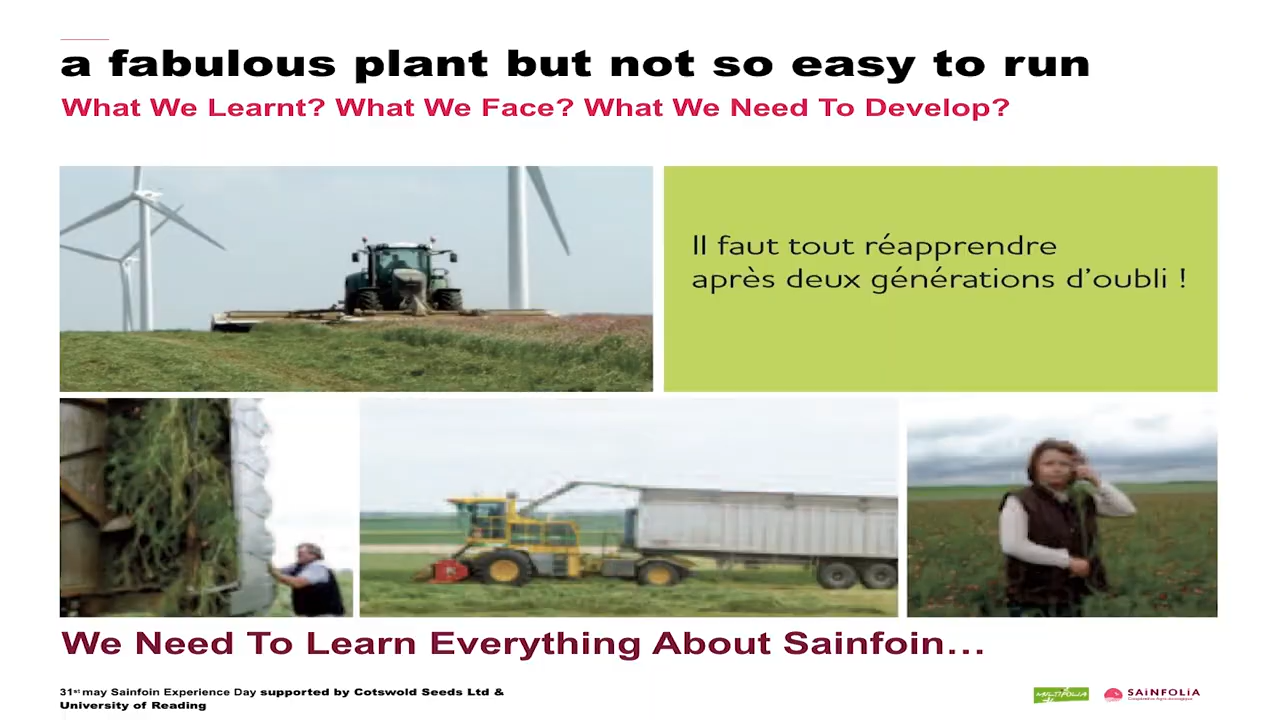 a fabulous plant but not so easy to run
What We Learnt? What We Face? What We Need To Develop?
Il faut tout réapprendre
après deux générations d'oubli !
We Need To Learn Everything About Sainfoin...
31st may Sainfoin Experience Day supported by Cotswold Seeds Ltd &
University of Reading
MULTIFOLIA
SAiNFOLiA